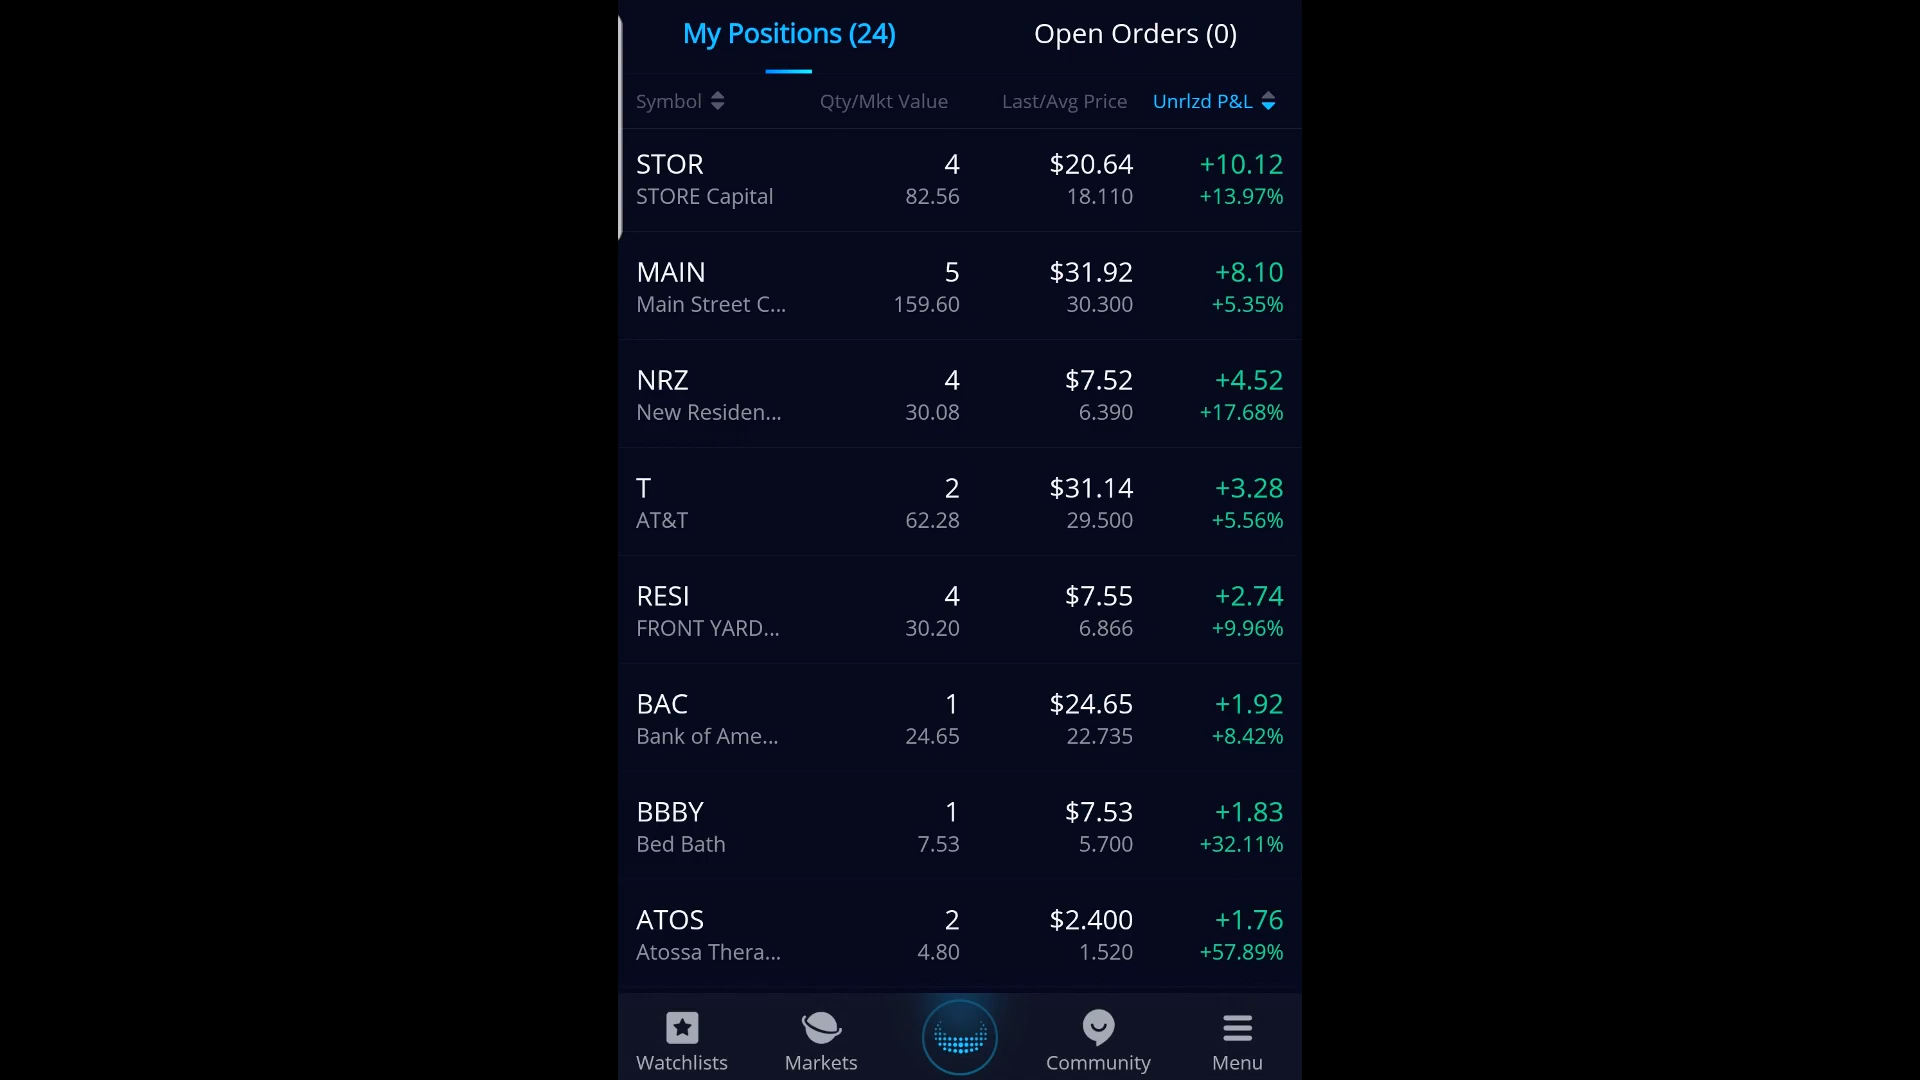 My Positions (24) Open Orders (0)
Symbol Qty/Mkt Value Last/Avg Price Unrlzd P&L
STOR 4 $20.64 +10.12
STORE Capital 82.56 18.110 +13.97%
MAIN 5 $31.92 +8.10
Main Street C... 159.60 30.300 +5.35%
NRZ 4 $7.52 +4.52
New Residen... 30.08 6.390 +17.68%
T 2 $31.14 +3.28
AT&T 62.28 29.500 +5.56%
RESI 4 $7.55 +2.74
FRONT YARD... 30.20 6.866 +9.96%
BAC 1 $24.65 +1.92
Bank of Ame... 24.65 22.735 +8.42%
BBBY 1 $7.53 +1.83
Bed Bath 7.53 5.700 +32.11%
ATOS 2 $2.400 +1.76
Atossa Thera... 4.80 1.520 +57.89%
Watchlists Markets Community Menu